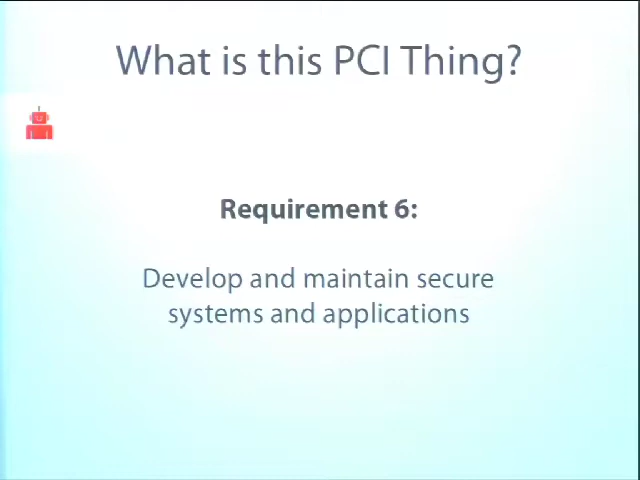 What is this PCI Thing?
Requirement 6:
Develop and maintain secure
systems and applications